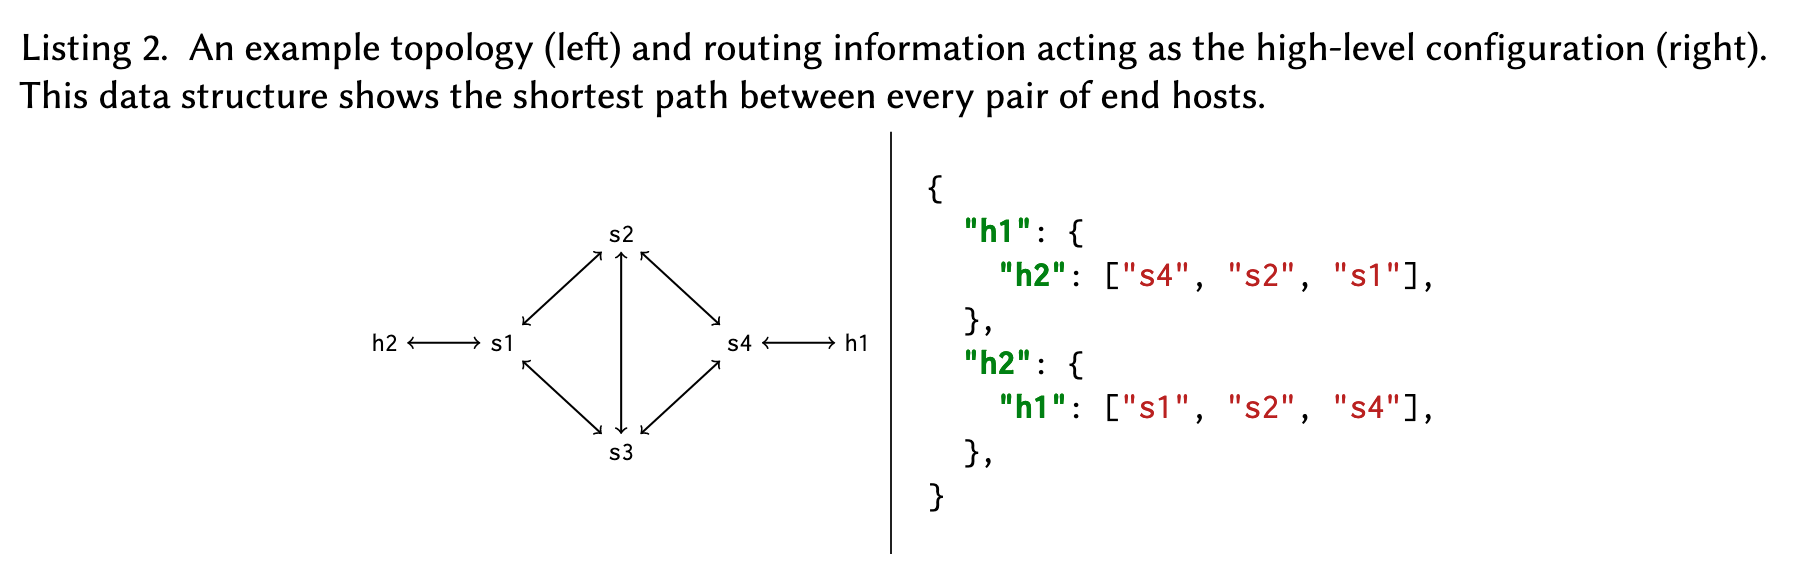 Listing 2. An example topology (left) and routing information acting as the high-level configuration (right).
This data structure shows the shortest path between every pair of end hosts.
s2
h2
s1
s4
h1
s3
{
"h1": {
"h2": ["s4", "s2", "s1"],
},
"h2": {
"h1": ["s1", "s2", "s4"],
},
}